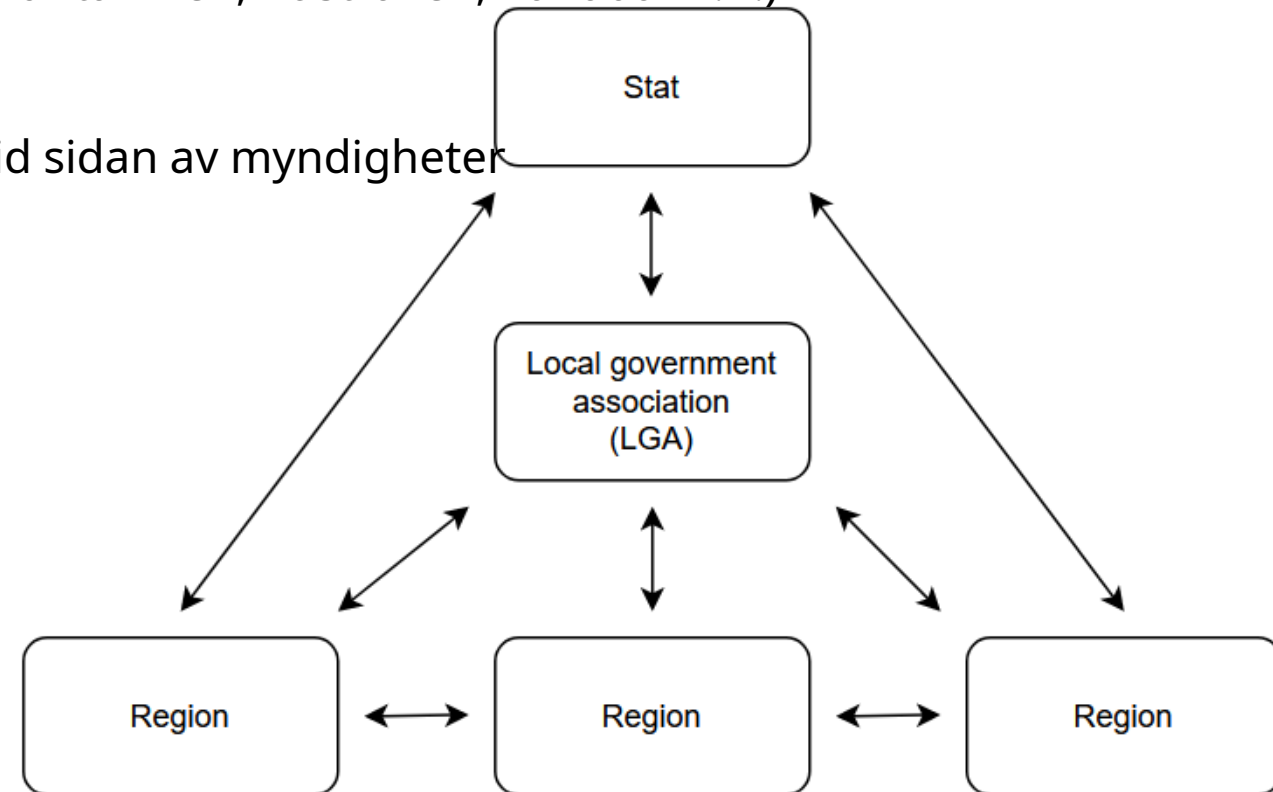 Stat
id sidan av myndigheter
Local government
association
(LGA)
Region
Region
Region